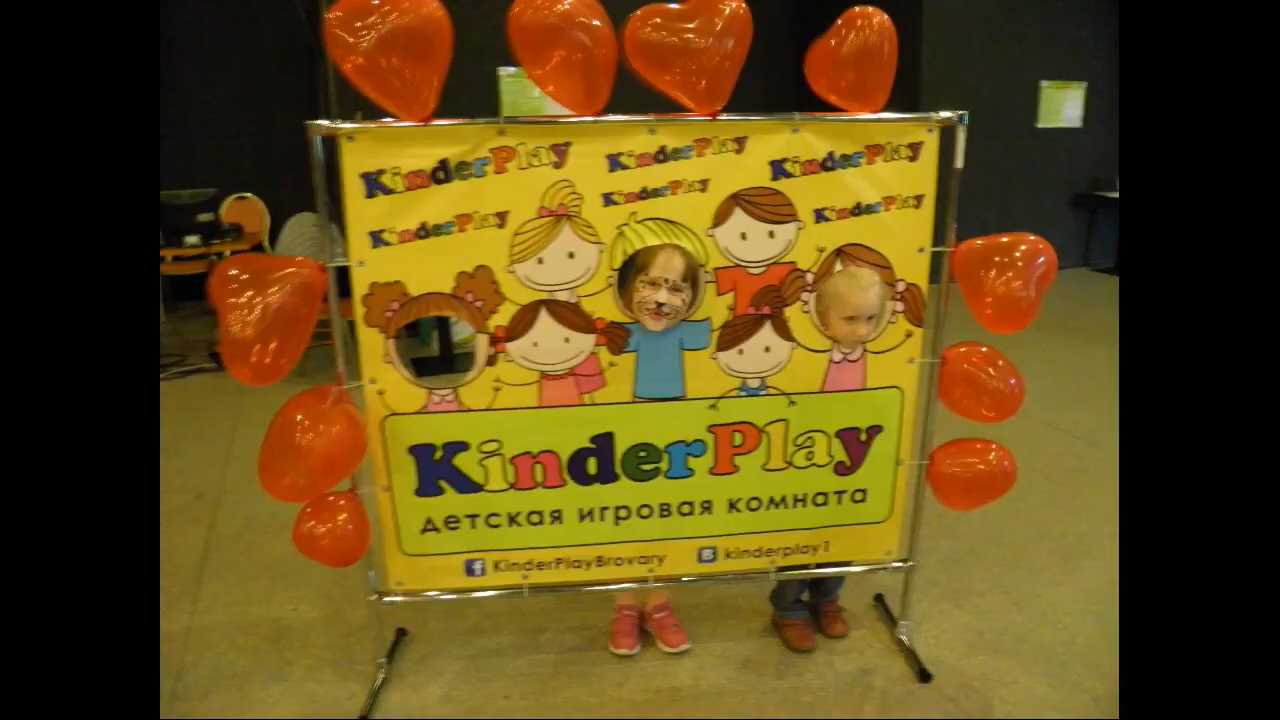 KinderPlay KinderPlay KinderPlay
KinderPlay KinderPlay KinderPlay
KinderPlay
детская игровая комната
KinderPlayBrovary kinderplay1